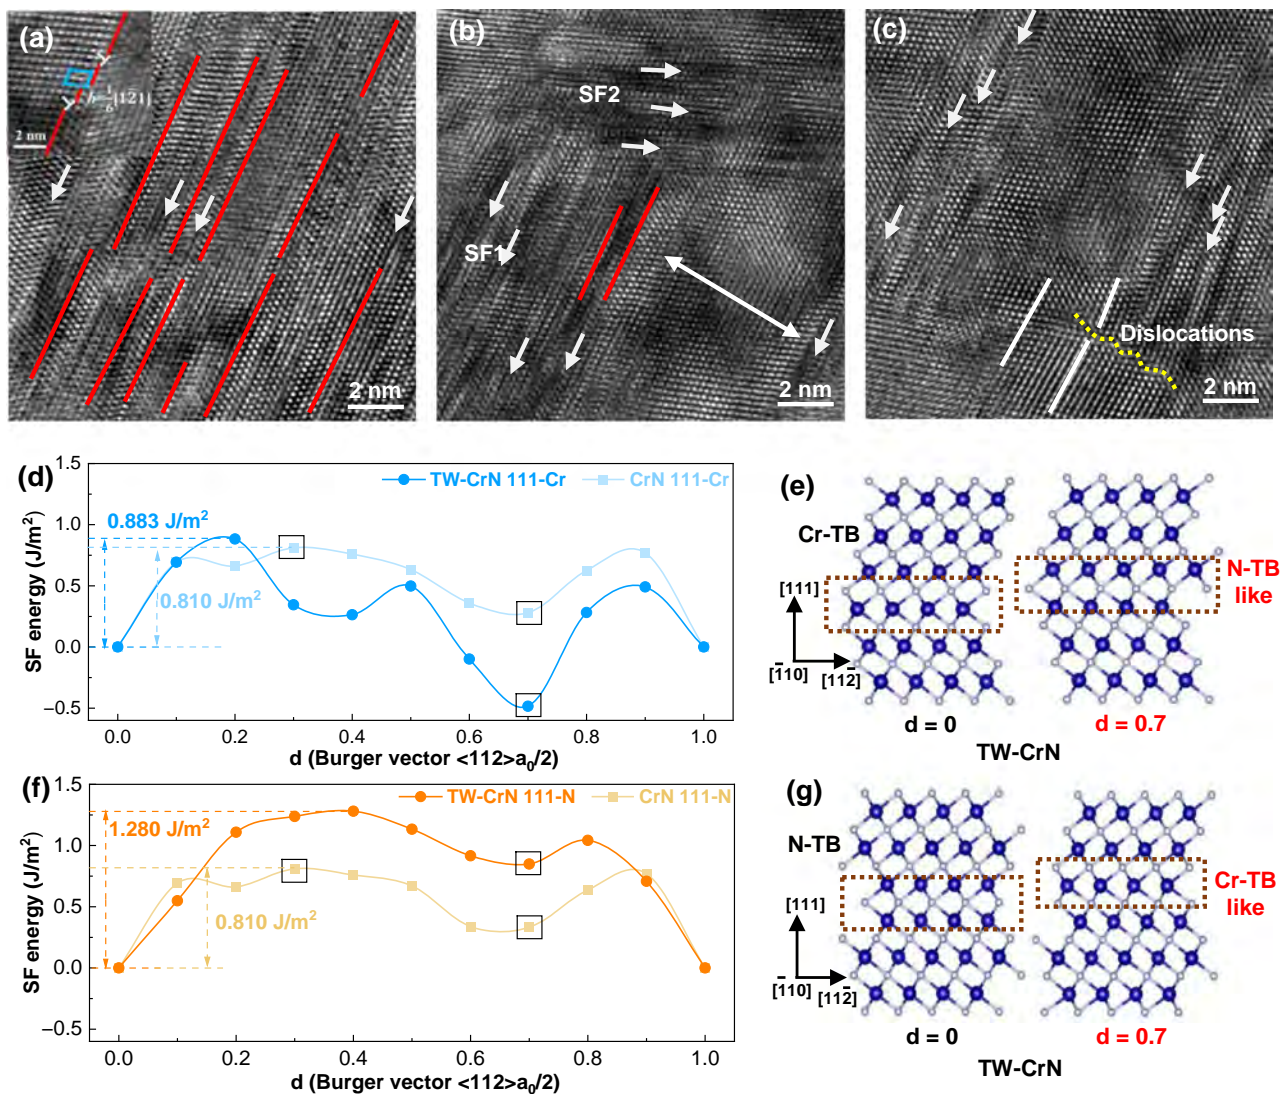 (a)
b=1/6[12̄1]
2 nm
2 nm
(b)
SF2
SF1
2 nm
(c)
Dislocations
2 nm
(d)
TW-CrN 111-Cr
CrN 111-Cr
0.883 J/m²
0.810 J/m²
1.5
1.0
0.5
0.0
−0.5
SF energy (J/m²)
0.0 0.2 0.4 0.6 0.8 1.0
d (Burger vector <112>a₀/2)
(e)
Cr-TB
[111]
[1̄10]
[112̄]
N-TB
like
d = 0
d = 0.7
TW-CrN
(f)
TW-CrN 111-N
CrN 111-N
1.280 J/m²
0.810 J/m²
1.5
1.0
0.5
0.0
−0.5
SF energy (J/m²)
0.0 0.2 0.4 0.6 0.8 1.0
d (Burger vector <112>a₀/2)
(g)
N-TB
[111]
[1̄10]
[112̄]
Cr-TB
like
d = 0
d = 0.7
TW-CrN